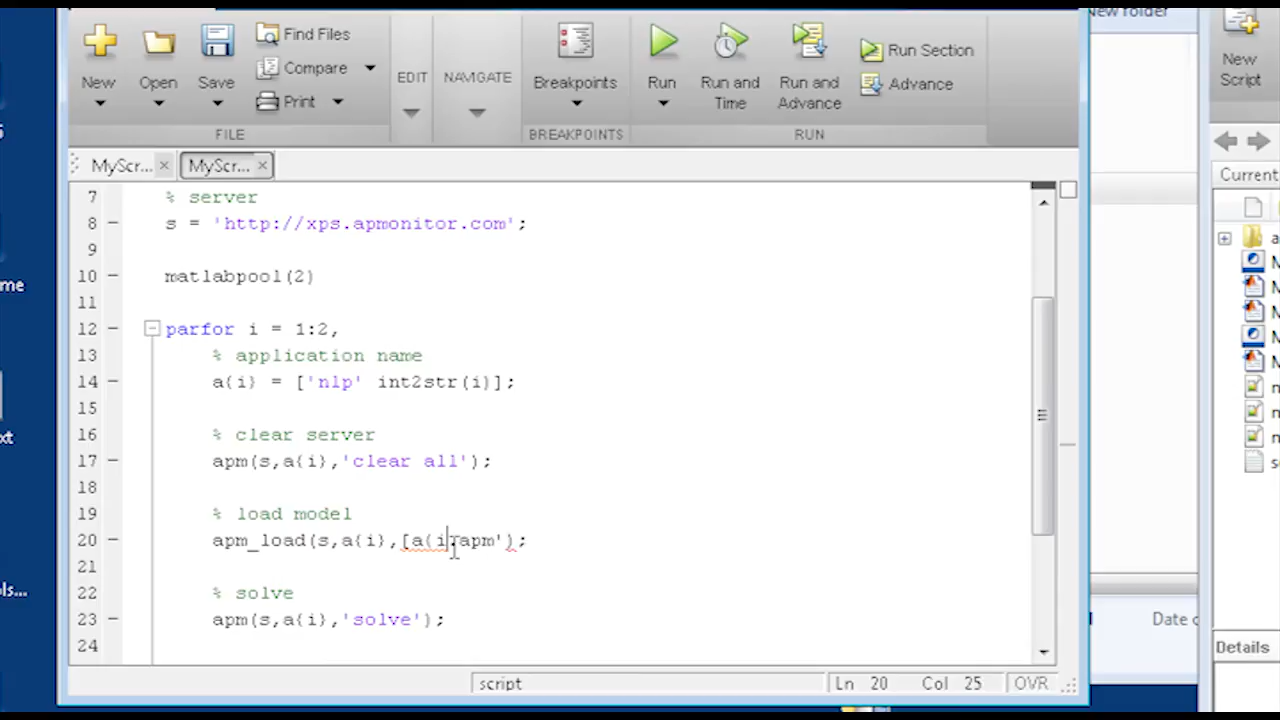 New folder
Find Files
Compare
Print
New
Open
Save
EDIT
NAVIGATE
Breakpoints
Run
Run and Time
Run and Advance
Run Section
Advance
New Script
FILE
BREAKPOINTS
RUN
MyScr...
MyScr...
Current
7 % server
8 – s = 'http://xps.apmonitor.com';
9
10 – matlabpool(2)
11
12 – parfor i = 1:2,
13 % application name
14 – a{i} = ['nlp' int2str(i)];
15
16 % clear server
17 – apm(s,a{i},'clear all');
18
19 % load model
20 – apm_load(s,a{i},[a{i.apm');
21
22 % solve
23 – apm(s,a{i},'solve');
24
script
Ln 20 Col 25 OVR
Details